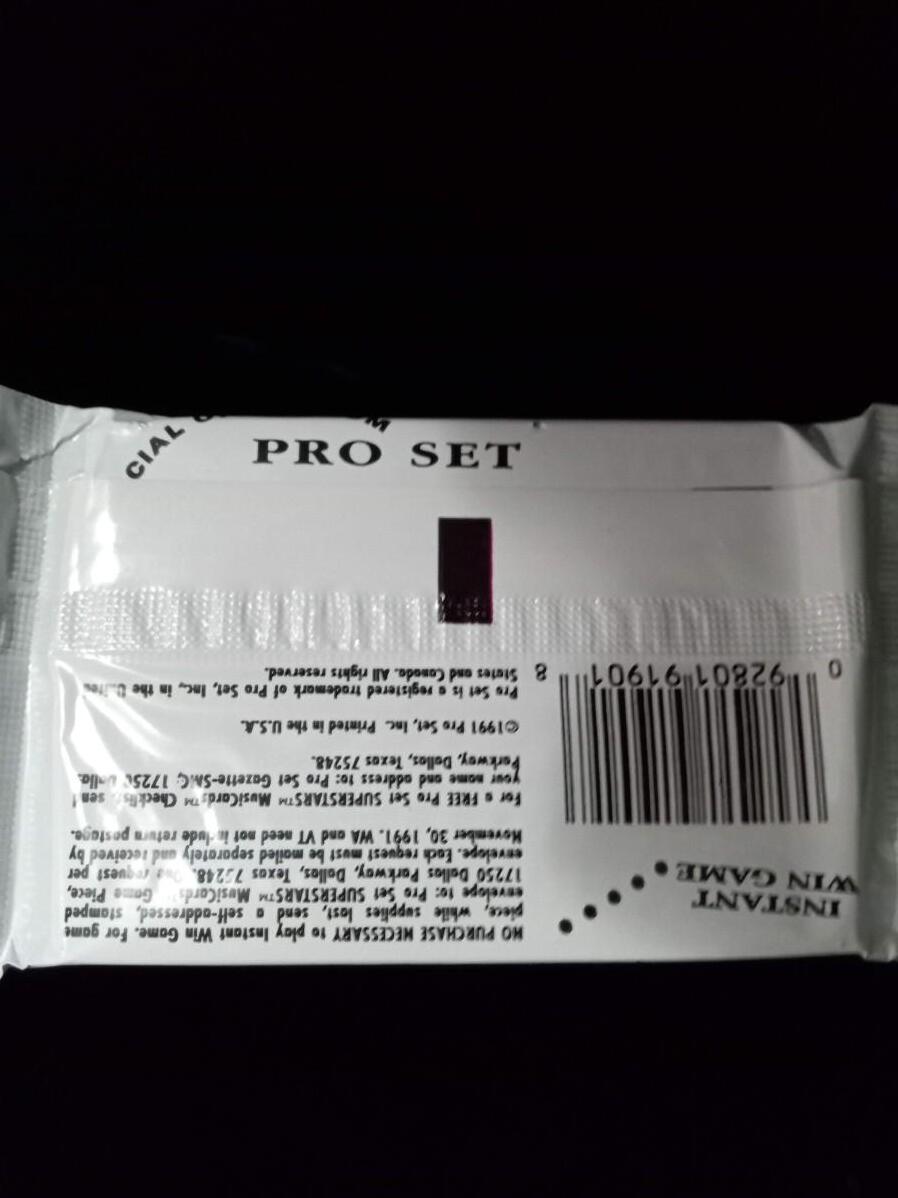 CIAL
PRO SET
INSTANT
WIN GAME
0 92801 91901 8
NO PURCHASE NECESSARY to play Instant Win Game. For game
piece, while supplies last, send a self-addressed, stamped
envelope to: Pro Set SUPERSTARS™ MusiCards™ Game Piece,
17250 Dallas Parkway, Dallas, Texas 75248. One request per
envelope. Each request must be mailed separately and received by
November 30, 1991. WA and VT need not include return postage.
For a FREE Pro Set SUPERSTARS™ MusiCards™ Checklist, send
your name and address to: Pro Set Gazette-SMC, 17250 Dallas
Parkway, Dallas, Texas 75248.
©1991 Pro Set, Inc. Printed in the U.S.A.
Pro Set is a registered trademark of Pro Set, Inc., in the United
States and Canada. All rights reserved.